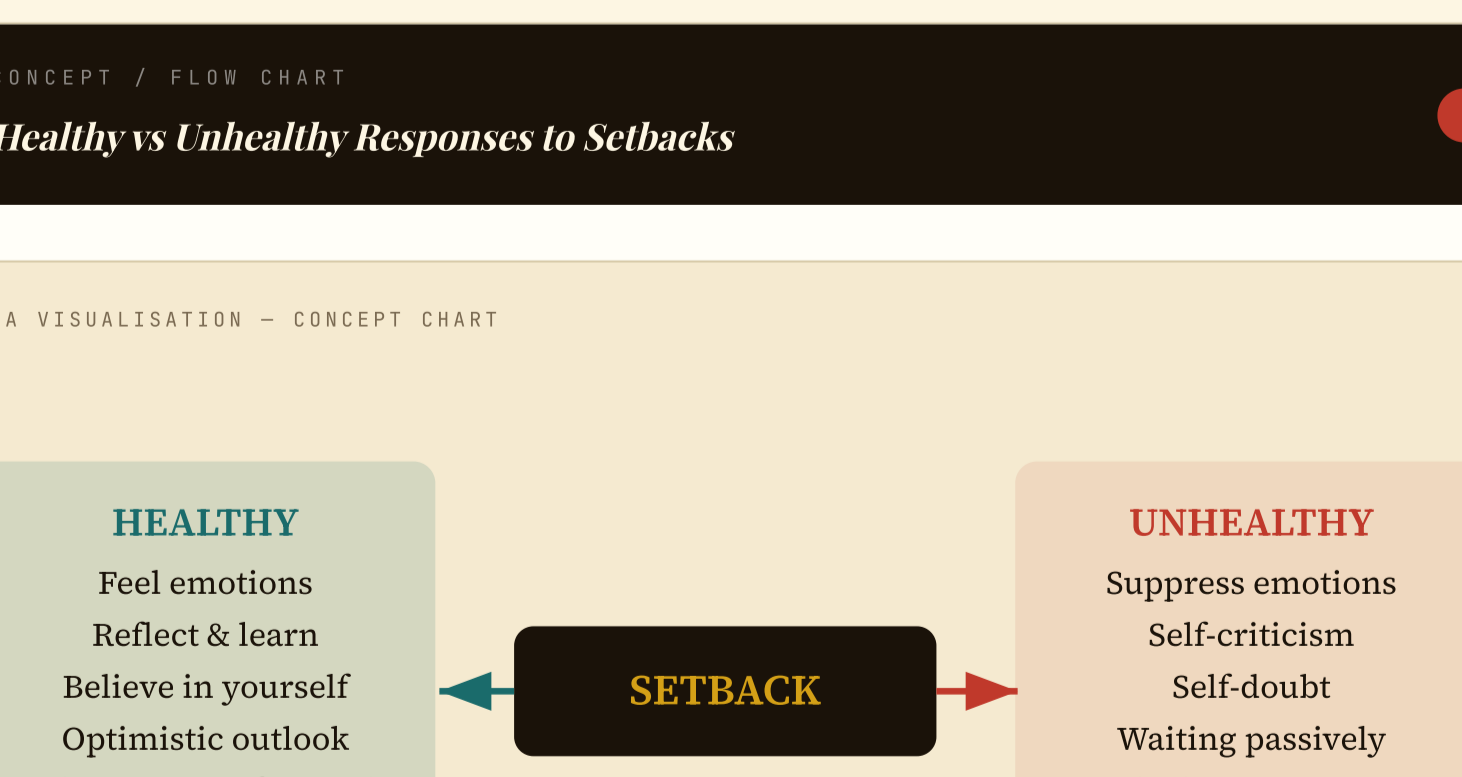 CONCEPT / FLOW CHART
Healthy vs Unhealthy Responses to Setbacks
A VISUALISATION — CONCEPT CHART
HEALTHY
Feel emotions
Reflect & learn
Believe in yourself
Optimistic outlook
SETBACK
UNHEALTHY
Suppress emotions
Self-criticism
Self-doubt
Waiting passively